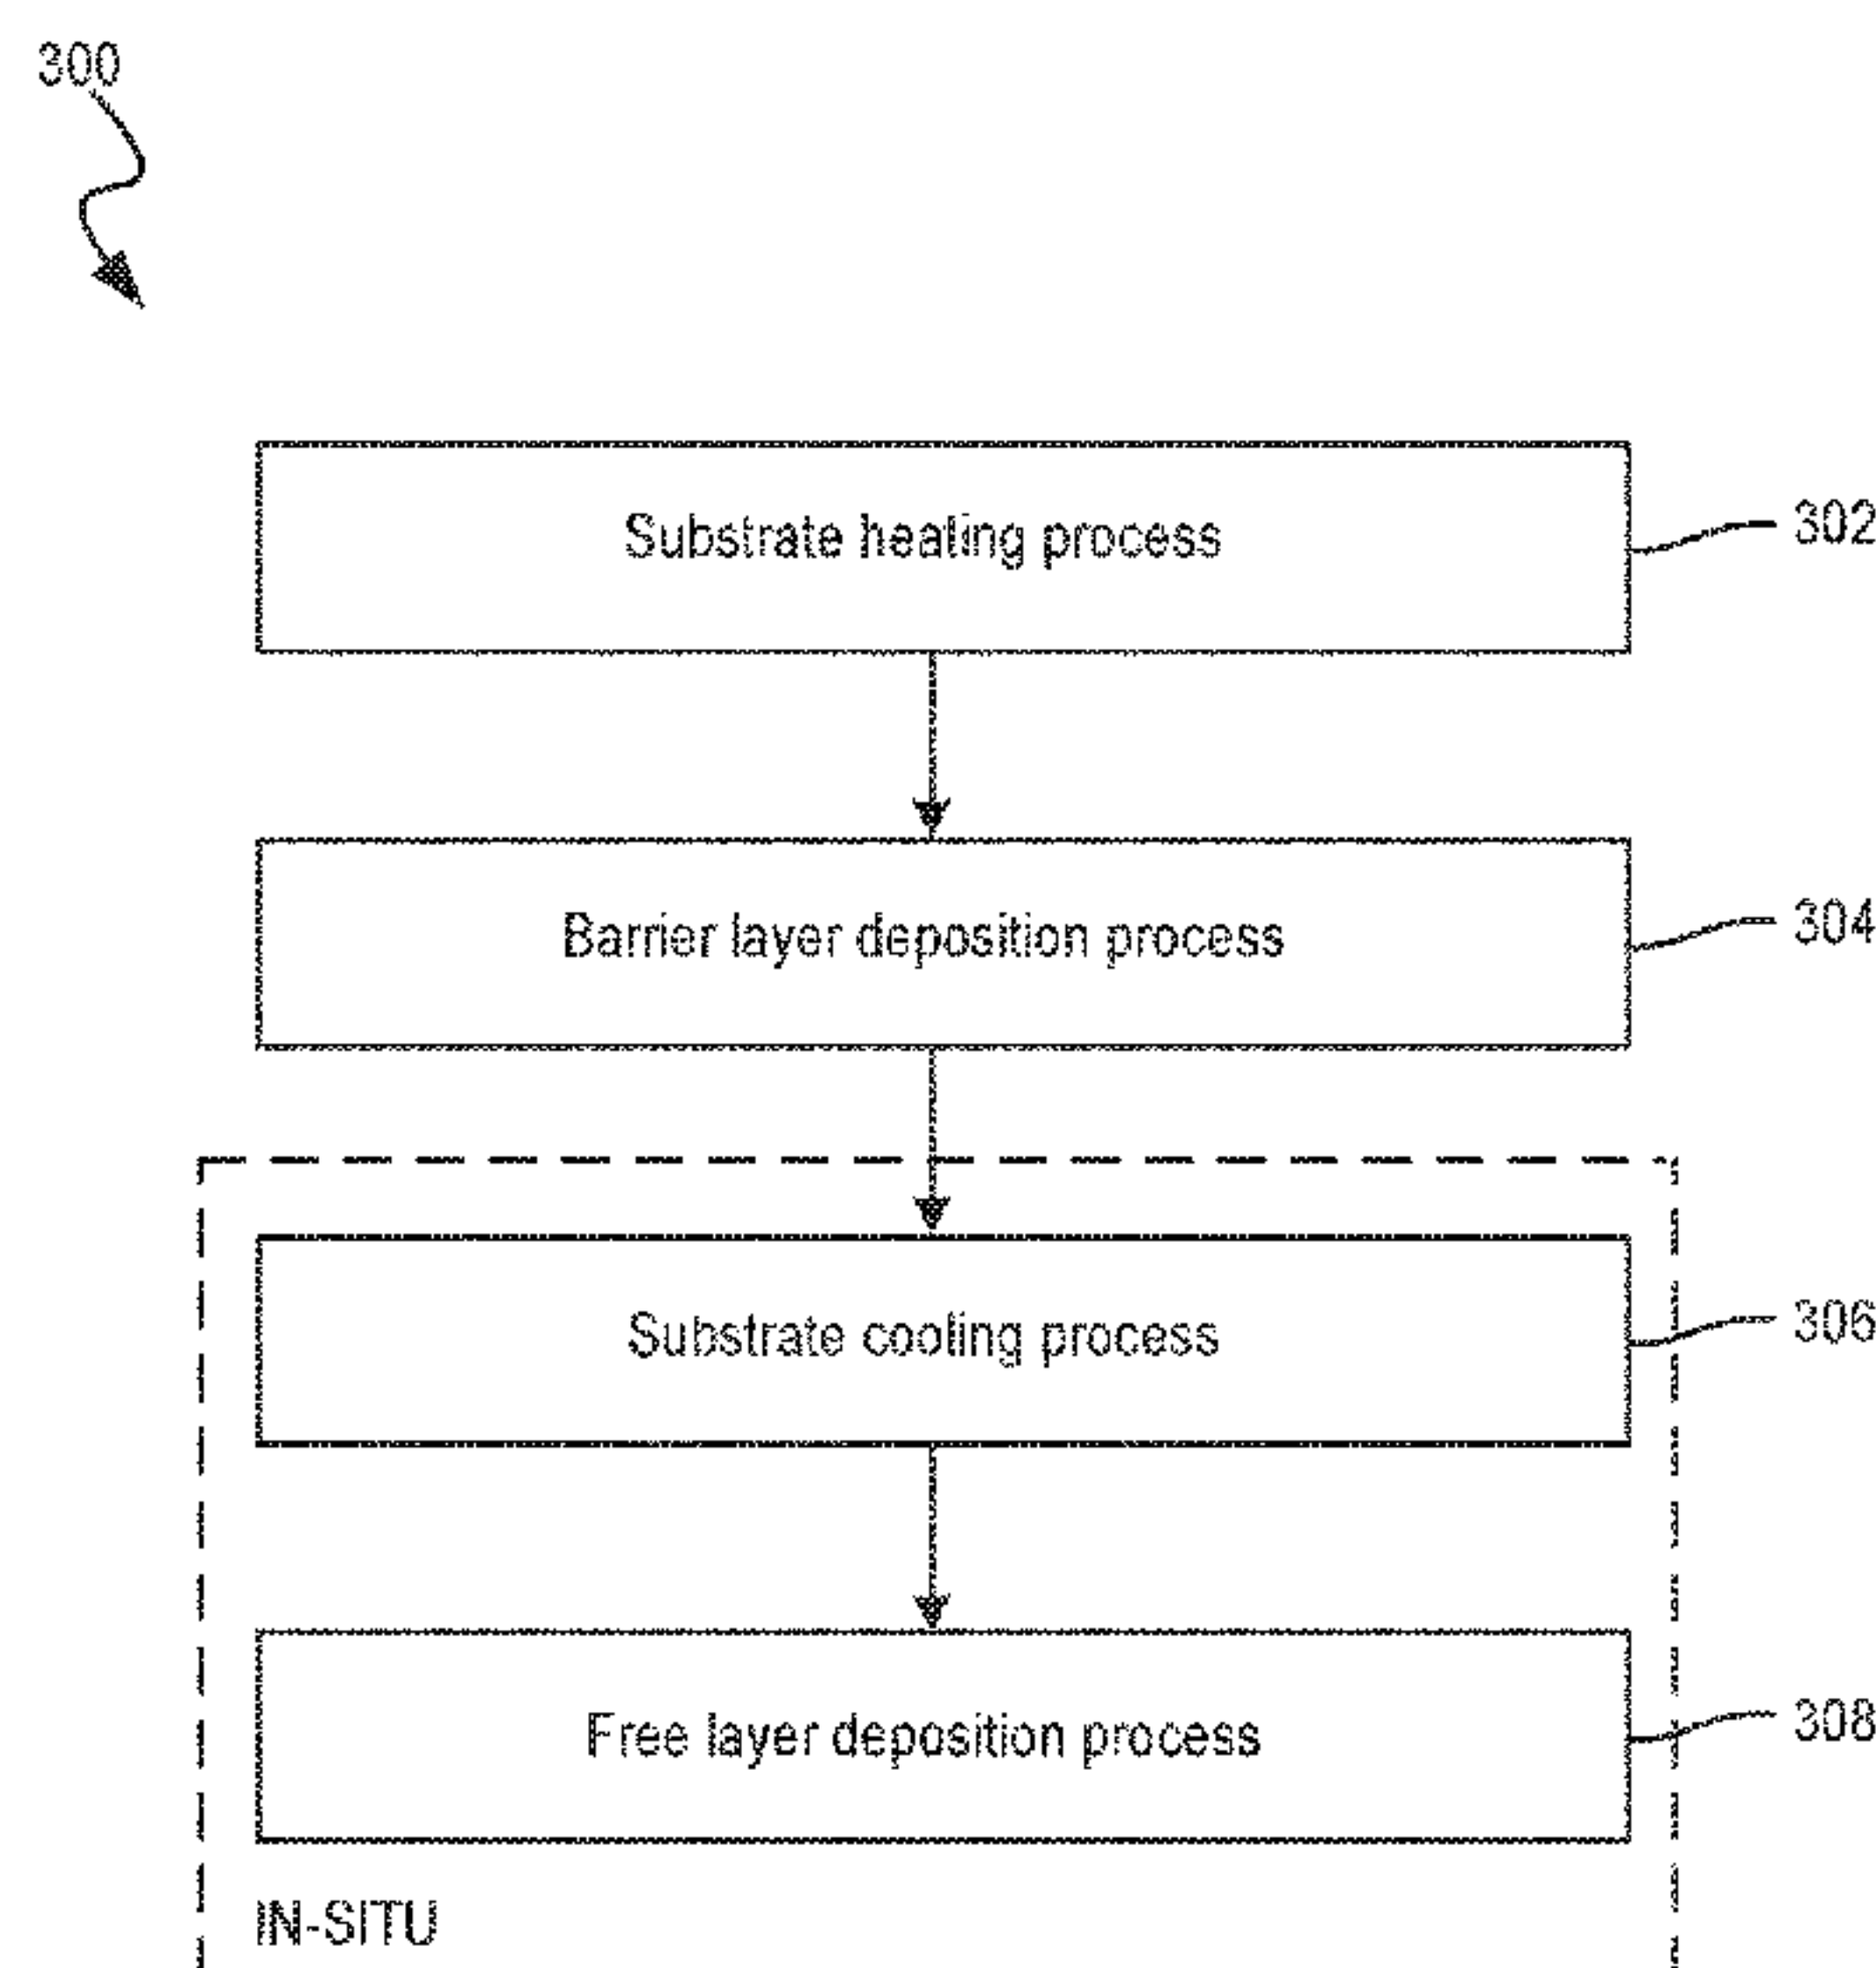 300
Substrate heating process
302
Barrier layer deposition process
304
Substrate cooling process
306
Free layer deposition process
308
IN-SITU